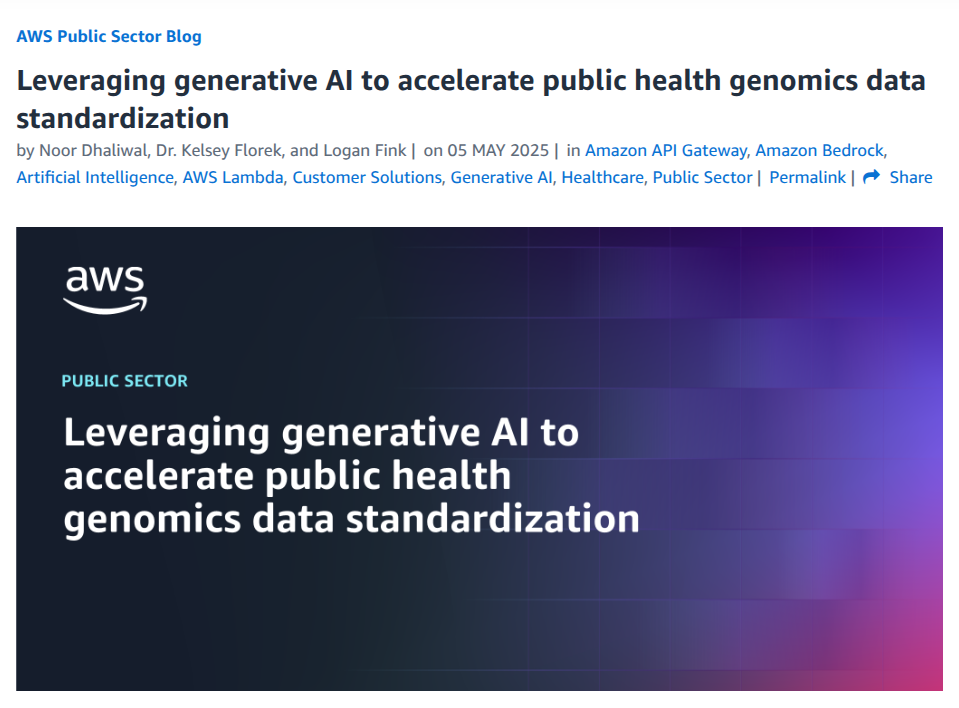 AWS Public Sector Blog
Leveraging generative AI to accelerate public health genomics data
standardization
by Noor Dhaliwal, Dr. Kelsey Florek, and Logan Fink | on 05 MAY 2025 | in Amazon API Gateway, Amazon Bedrock,
Artificial Intelligence, AWS Lambda, Customer Solutions, Generative AI, Healthcare, Public Sector | Permalink | Share
aws
PUBLIC SECTOR
Leveraging generative AI to
accelerate public health
genomics data standardization